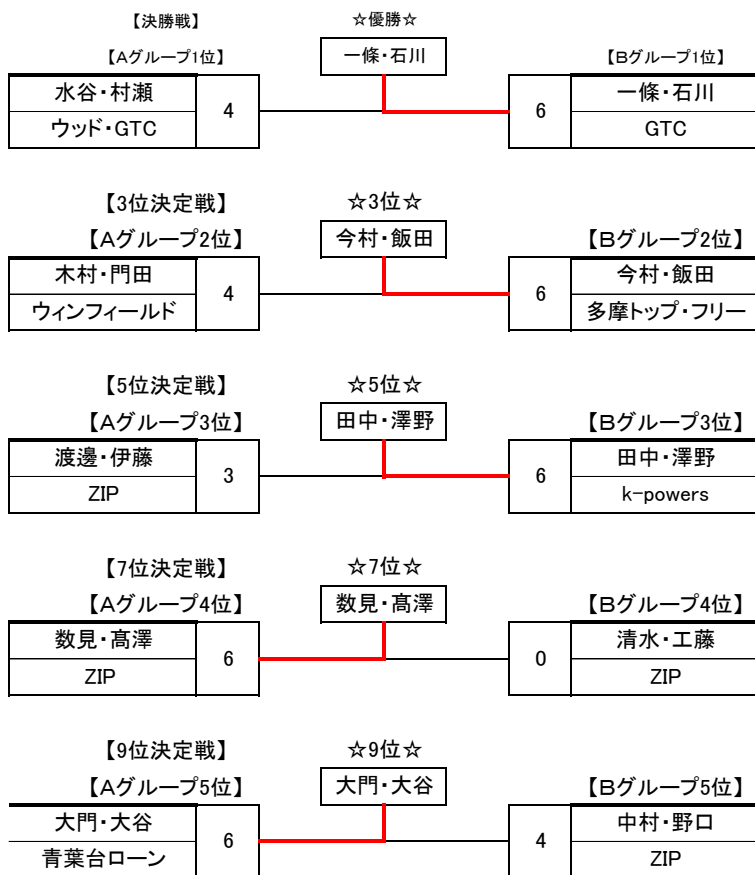 【決勝戦】 ☆優勝☆
【Aグループ1位】 一條・石川 【Bグループ1位】
水谷・村瀬 4 6 一條・石川
ウッド・GTC GTC
【3位決定戦】 ☆3位☆
【Aグループ2位】 今村・飯田 【Bグループ2位】
木村・門田 4 6 今村・飯田
ウィンフィールド 多摩トップ・フリー
【5位決定戦】 ☆5位☆
【Aグループ3位】 田中・澤野 【Bグループ3位】
渡邊・伊藤 3 6 田中・澤野
ZIP k-powers
【7位決定戦】 ☆7位☆
【Aグループ4位】 数見・髙澤 【Bグループ4位】
数見・髙澤 6 0 清水・工藤
ZIP ZIP
【9位決定戦】 ☆9位☆
【Aグループ5位】 大門・大谷 【Bグループ5位】
大門・大谷 6 4 中村・野口
青葉台ローン ZIP